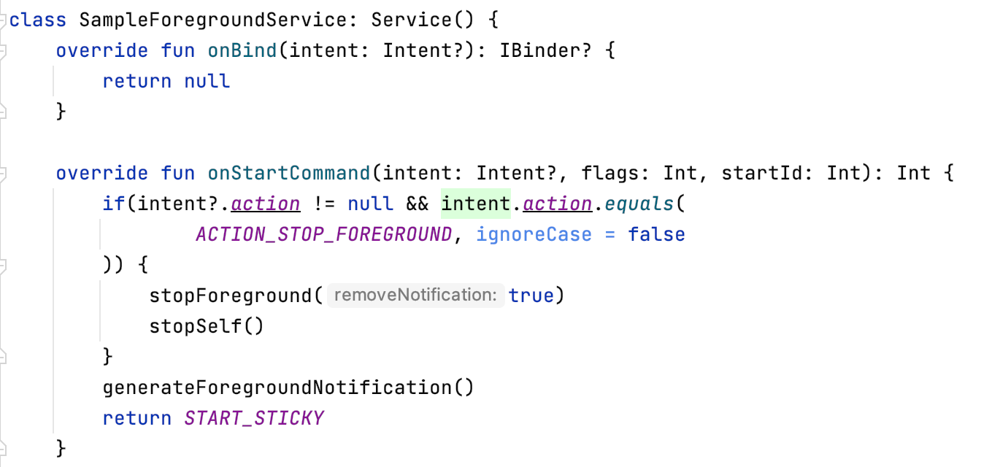 class SampleForegroundService: Service() {
    override fun onBind(intent: Intent?): IBinder? {
        return null
    }

    override fun onStartCommand(intent: Intent?, flags: Int, startId: Int): Int {
        if(intent?.action != null && intent.action.equals(
                ACTION_STOP_FOREGROUND, ignoreCase = false
        )) {
            stopForeground( removeNotification: true)
            stopSelf()
        }
        generateForegroundNotification()
        return START_STICKY
    }